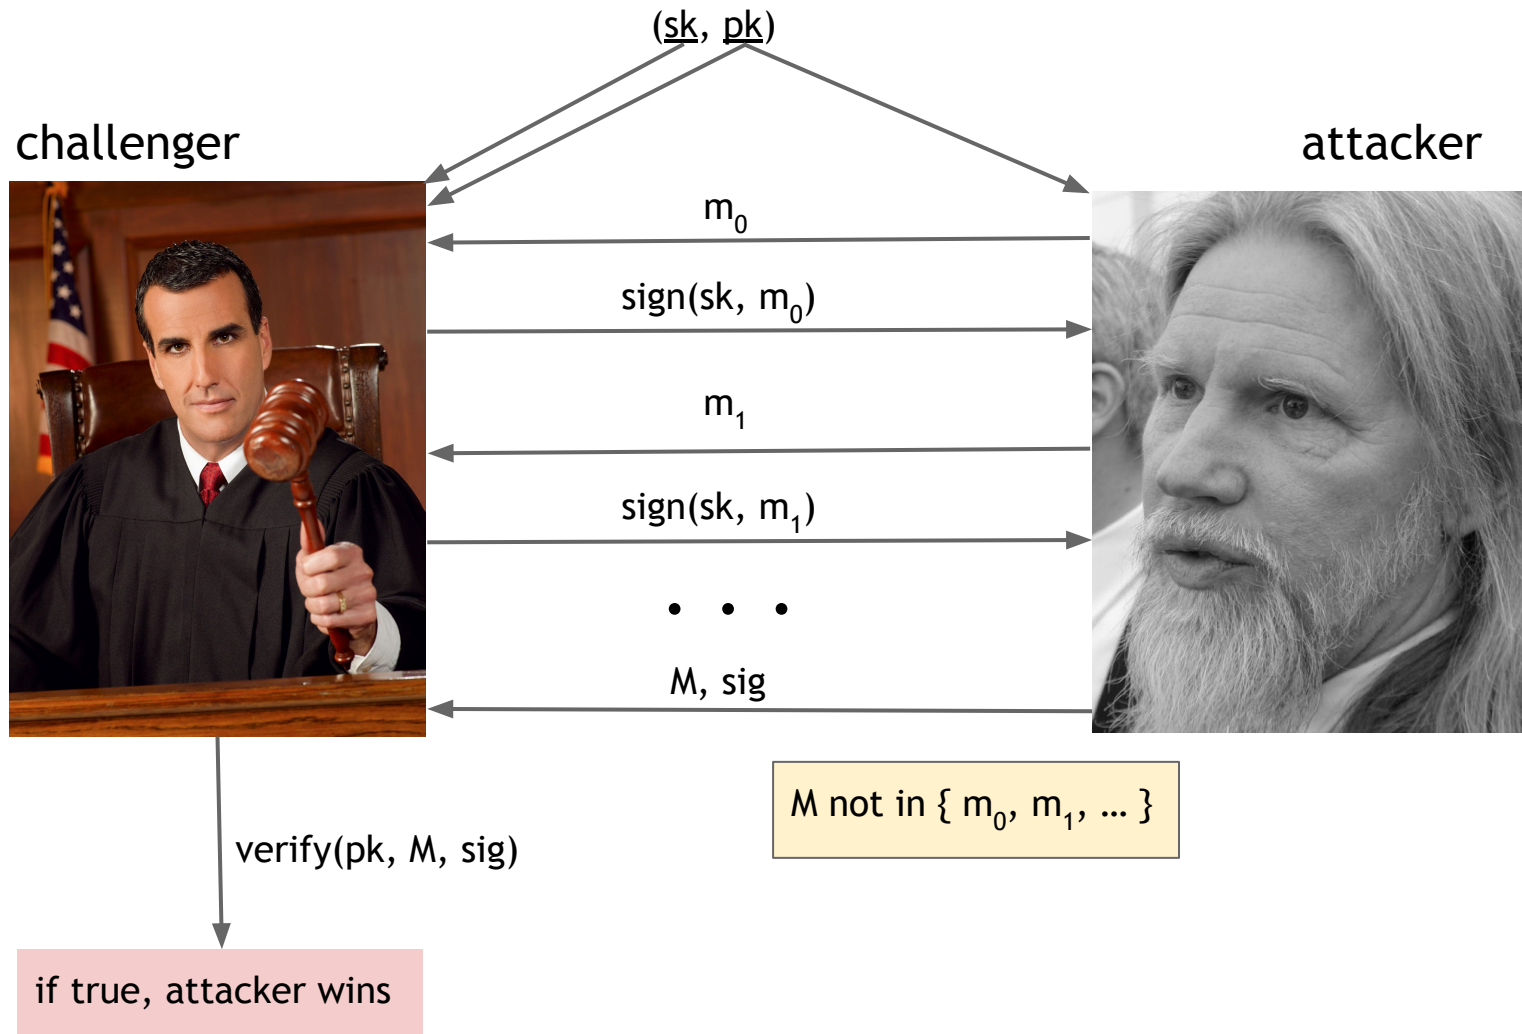 (sk, pk)
challenger
attacker
m₀
sign(sk, m₀)
m₁
sign(sk, m₁)
• • •
M, sig
M not in { m₀, m₁, … }
verify(pk, M, sig)
if true, attacker wins